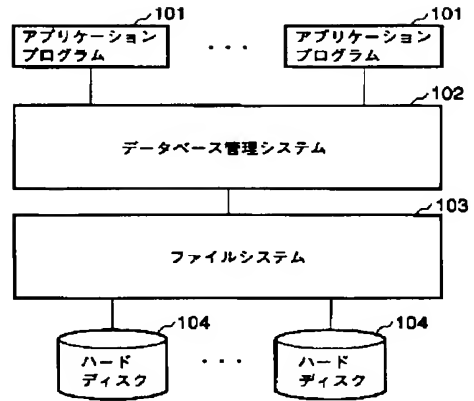 101
101
アプリケーション
プログラム
・・・
アプリケーション
プログラム
102
データベース管理システム
103
ファイルシステム
104
104
ハード
ディスク
・・・
ハード
ディスク